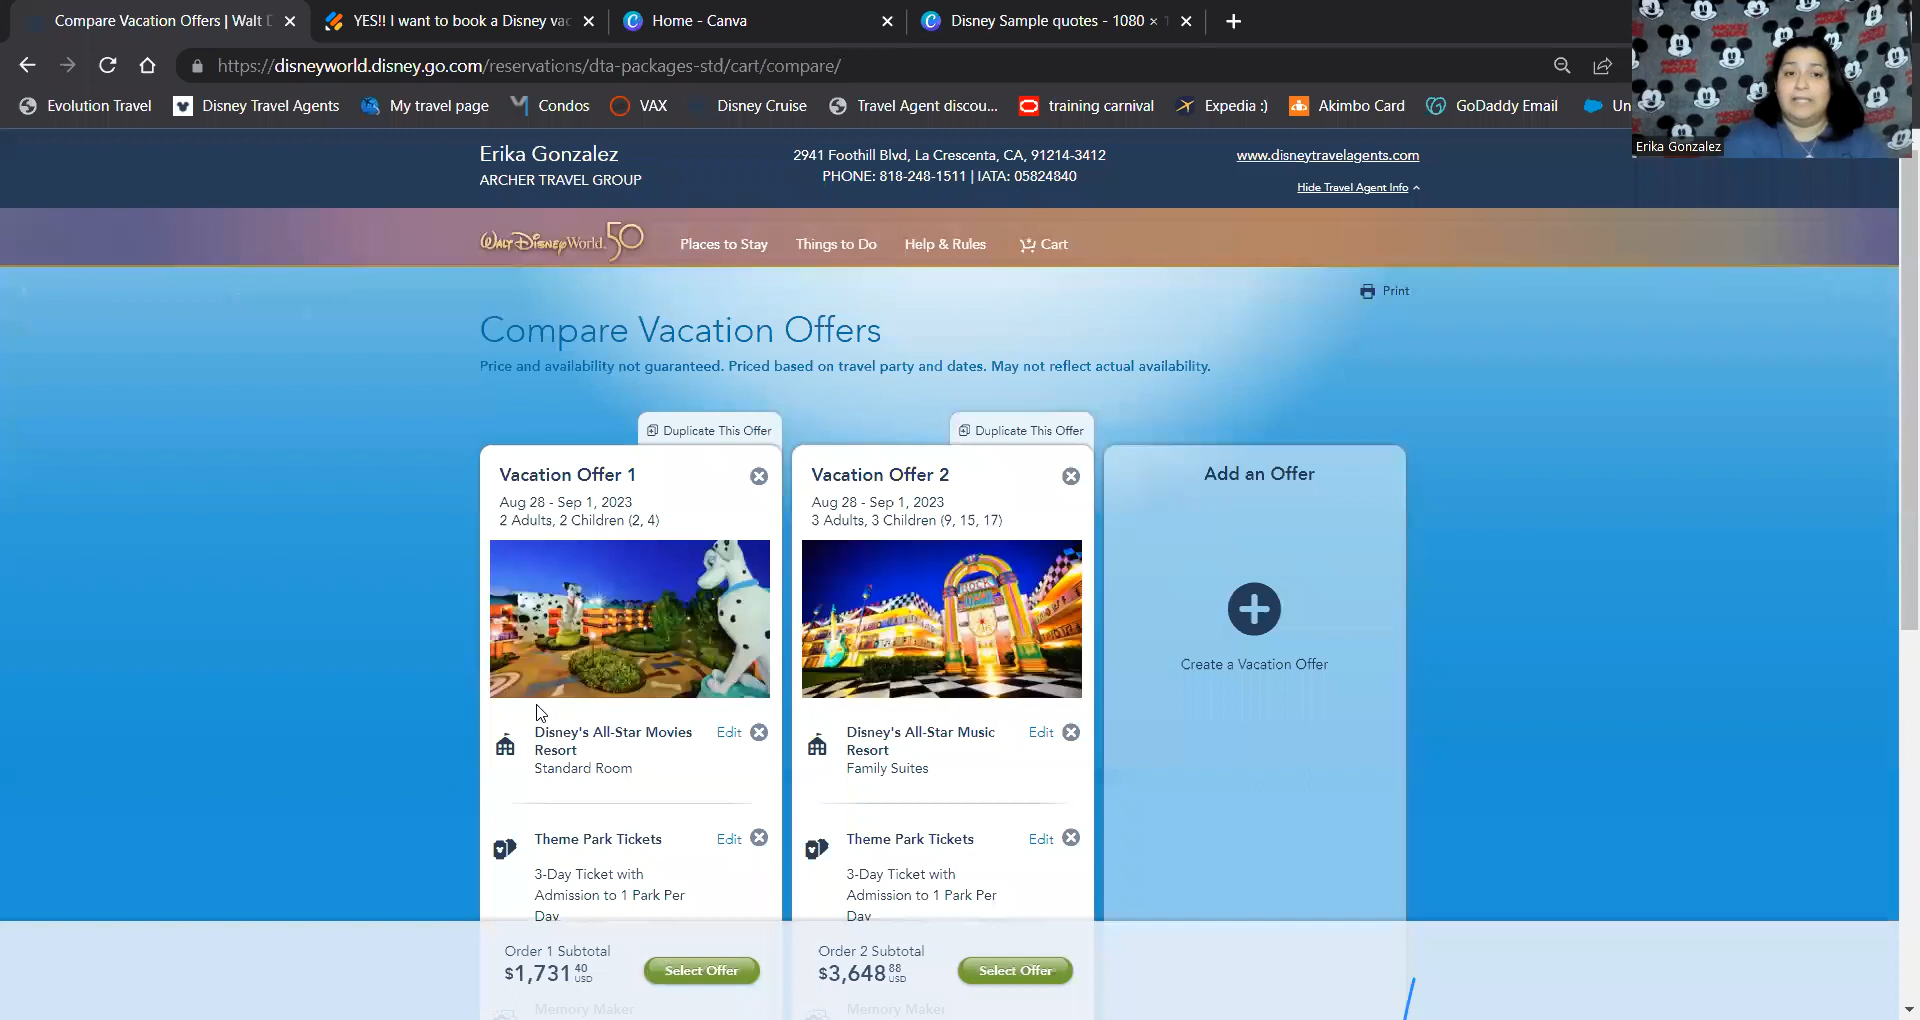 Compare Vacation Offers | Walt D
YES!! I want to book a Disney vac
Home - Canva
Disney Sample quotes - 1080 × 1
https://disneyworld.disney.go.com/reservations/dta-packages-std/cart/compare/
Evolution Travel
Disney Travel Agents
My travel page
Condos
VAX
Disney Cruise
Travel Agent discou...
training carnival
Expedia :)
Akimbo Card
GoDaddy Email
Un
Erika Gonzalez
Erika Gonzalez
ARCHER TRAVEL GROUP
2941 Foothill Blvd, La Crescenta, CA, 91214-3412
PHONE: 818-248-1511 | IATA: 05824840
www.disneytravelagents.com
Hide Travel Agent Info
Walt Disney World. 50
Places to Stay
Things to Do
Help & Rules
Cart
Print
Compare Vacation Offers
Price and availability not guaranteed. Priced based on travel party and dates. May not reflect actual availability.
Duplicate This Offer
Duplicate This Offer
Vacation Offer 1
Aug 28 - Sep 1, 2023
2 Adults, 2 Children (2, 4)
Disney's All-Star Movies
Resort
Standard Room
Edit
Theme Park Tickets
Edit
3-Day Ticket with
Admission to 1 Park Per
Day
Order 1 Subtotal
$1,731 40 USD
Select Offer
Memory Maker
Vacation Offer 2
Aug 28 - Sep 1, 2023
3 Adults, 3 Children (9, 15, 17)
Disney's All-Star Music
Resort
Family Suites
Edit
Theme Park Tickets
Edit
3-Day Ticket with
Admission to 1 Park Per
Day
Order 2 Subtotal
$3,648 88 USD
Select Offer
Memory Maker
Add an Offer
Create a Vacation Offer